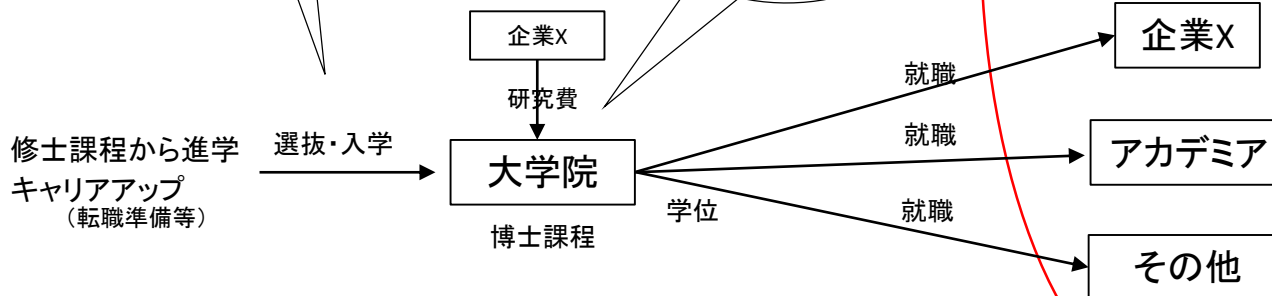 企業X
研究費
修士課程から進学
キャリアアップ
（転職準備等）
選抜・入学
大学院
博士課程
学位
就職
企業X
就職
アカデミア
就職
その他